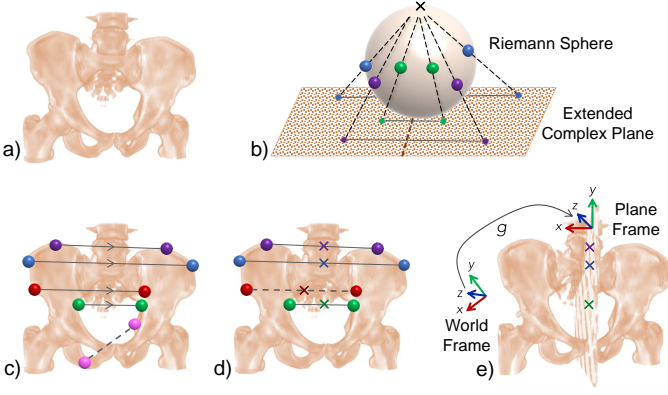 a)
b)
Riemann Sphere
Extended
Complex Plane
c)
d)
e)
y
z
x
g
Plane
Frame
y
z
x
World
Frame